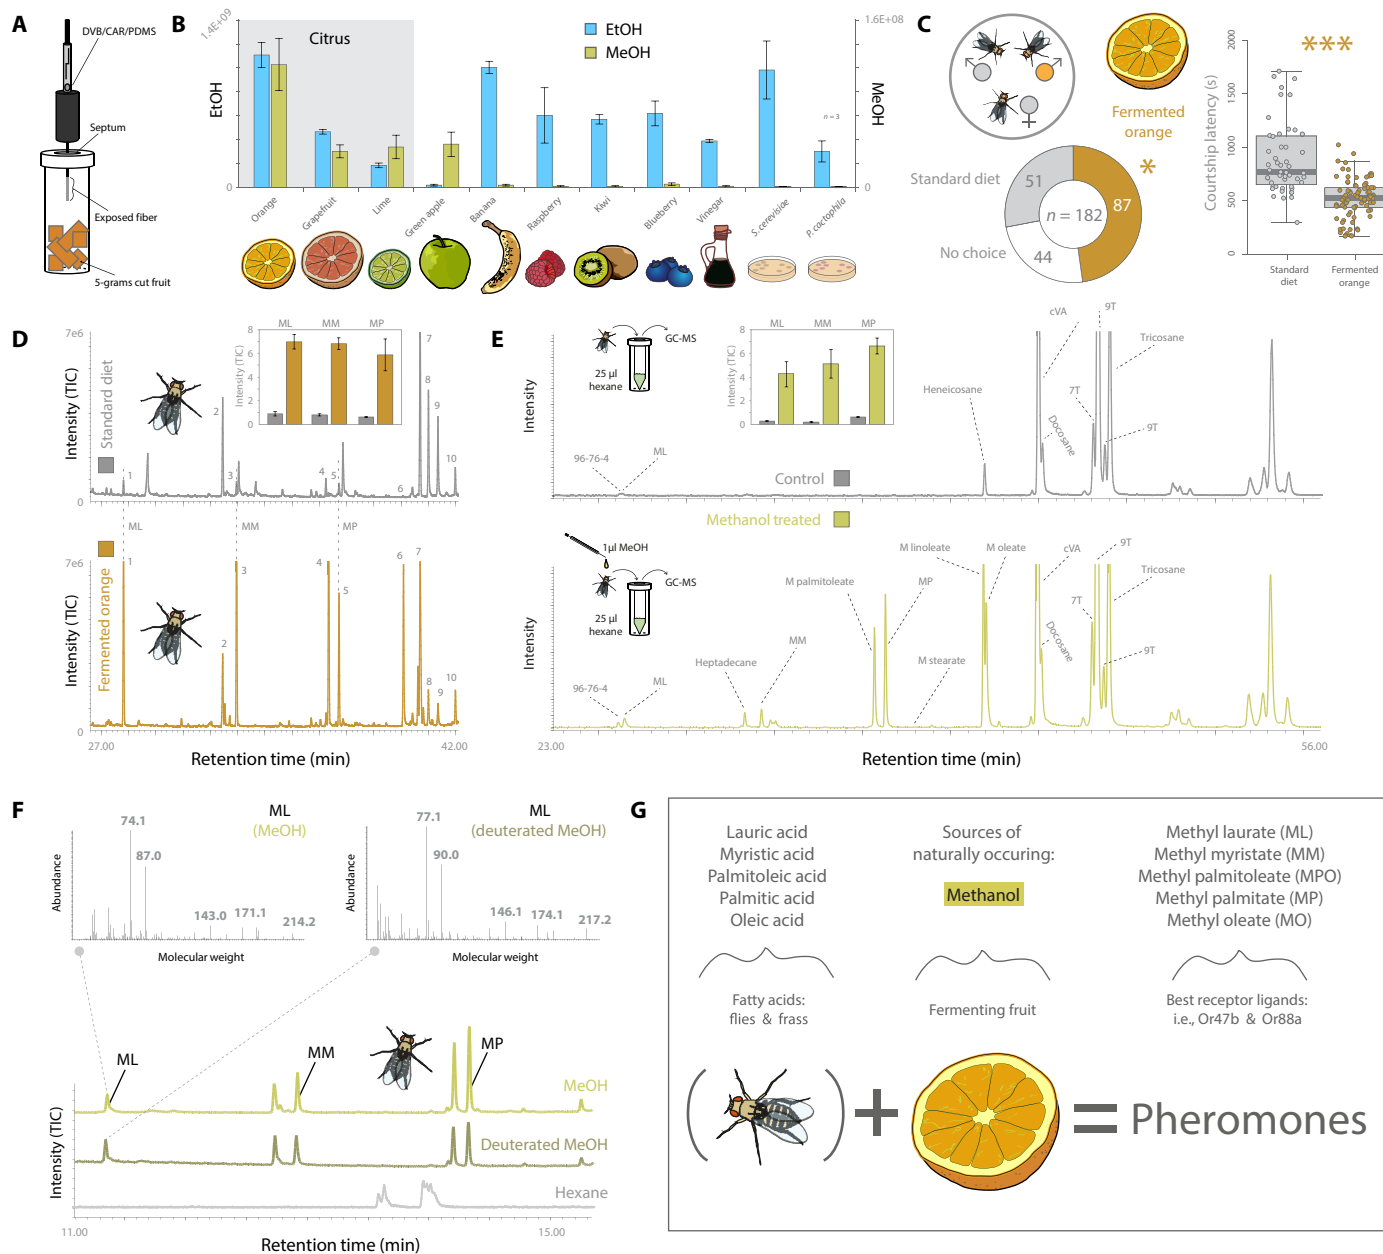 A
DVB/CAR/PDMS
Septum
Exposed fiber
5-grams cut fruit
B
1.4E+09
EtOH
0
Citrus
EtOH
MeOH
1.6E+08
MeOH
0
n = 3
Orange
Grapefruit
Lime
Green apple
Banana
Raspberry
Kiwi
Blueberry
Vinegar
S.cerevisiae
P. cactophila
C
Fermented
orange
Standard diet
No choice
51
87
44
n = 182
*
***
Courtship latency (s)
2000
1500
1000
500
0
Standard
diet
Fermented
orange
D
7e6
Intensity (TIC)
0
Standard diet
ML
MM
MP
Intensity (TIC)
8
6
4
2
0
1
2
3
4
5
6
7
8
9
10
ML
MM
MP
7e6
Intensity (TIC)
0
Fermented orange
1
2
3
4
5
6
7
8
9
10
27.00
42.00
Retention time (min)
E
Intensity
GC-MS
25 µl
hexane
ML
MM
MP
Intensity (TIC)
8
6
4
2
0
96-76-4
ML
Heneicosane
cVA
9T
Tricosane
7T
Docosane
9T
Control
Methanol treated
Intensity
1µl MeOH
GC-MS
25 µl
hexane
96-76-4
ML
Heptadecane
MM
M palmitoleate
MP
M stearate
M linoleate
M oleate
cVA
9T
Tricosane
7T
Docosane
9T
23.00
56.00
Retention time (min)
F
ML
(MeOH)
Abundance
74.1
87.0
143.0
171.1
214.2
Molecular weight
ML
(deuterated MeOH)
Abundance
77.1
90.0
146.1
174.1
217.2
Molecular weight
Intensity (TIC)
ML
MM
MP
MeOH
Deuterated MeOH
Hexane
11.00
15.00
Retention time (min)
G
Lauric acid
Myristic acid
Palmitoleic acid
Palmitic acid
Oleic acid
Fatty acids:
flies & frass
Sources of
naturally occuring:
Methanol
Fermenting fruit
Methyl laurate (ML)
Methyl myristate (MM)
Methyl palmitoleate (MPO)
Methyl palmitate (MP)
Methyl oleate (MO)
Best receptor ligands:
i.e., Or47b & Or88a
( ) + = Pheromones